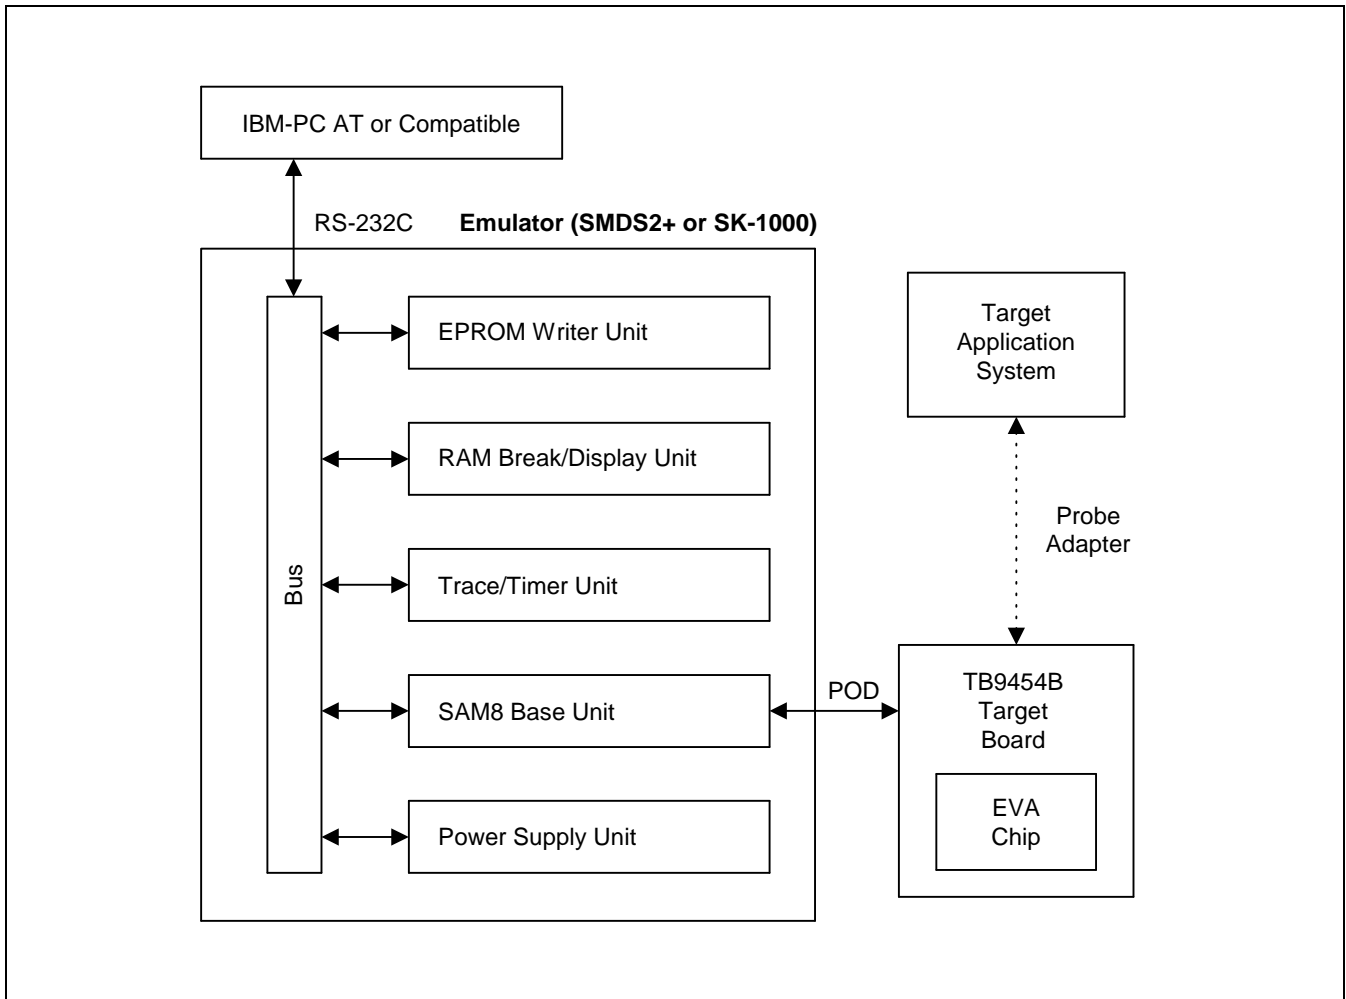 IBM-PC AT or Compatible
RS-232C
Emulator (SMDS2+ or SK-1000)
Bus
EPROM Writer Unit
RAM Break/Display Unit
Trace/Timer Unit
SAM8 Base Unit
Power Supply Unit
POD
Target
Application
System
Probe
Adapter
TB9454B
Target
Board
EVA
Chip